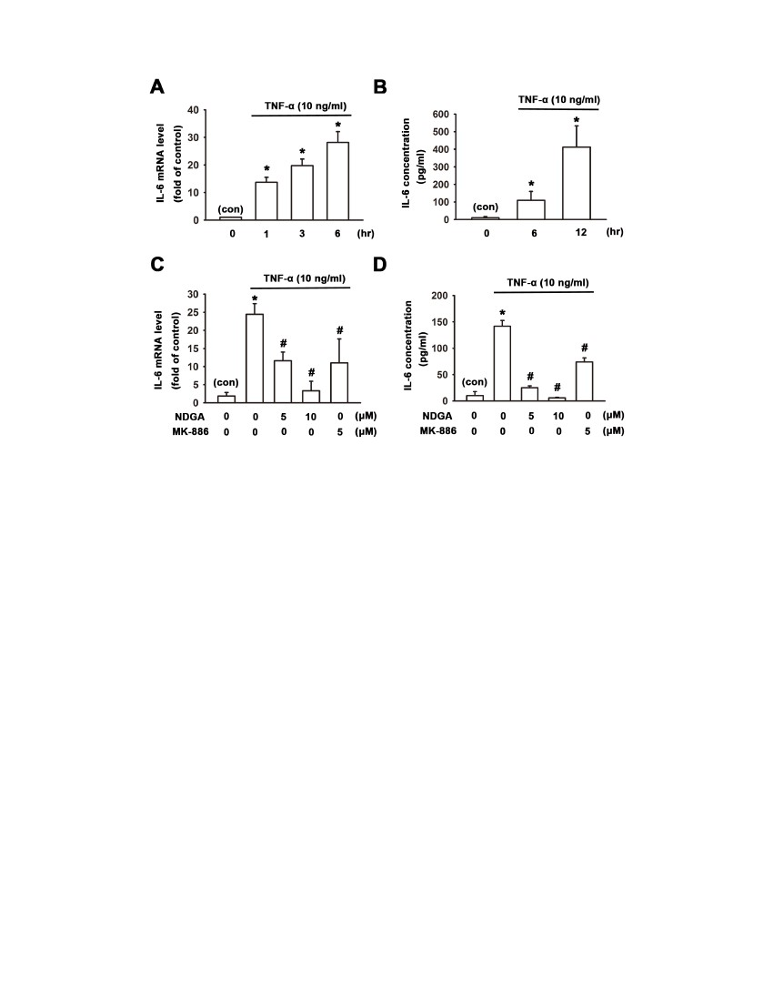 A
TNF-α (10 ng/ml)
IL-6 mRNA level
(fold of control)
40
30
20
10
0
(con)
*
*
*
0 1 3 6 (hr)
B
TNF-α (10 ng/ml)
IL-6 concentration
(pg/ml)
600
500
400
300
200
100
0
(con)
*
*
0 6 12 (hr)
C
TNF-α (10 ng/ml)
IL-6 mRNA level
(fold of control)
30
25
20
15
10
5
0
(con)
*
#
#
#
NDGA 0 0 5 10 0 (μM)
MK-886 0 0 0 0 5 (μM)
D
TNF-α (10 ng/ml)
IL-6 concentration
(pg/ml)
200
150
100
50
0
(con)
*
#
#
#
NDGA 0 0 5 10 0 (μM)
MK-886 0 0 0 0 5 (μM)